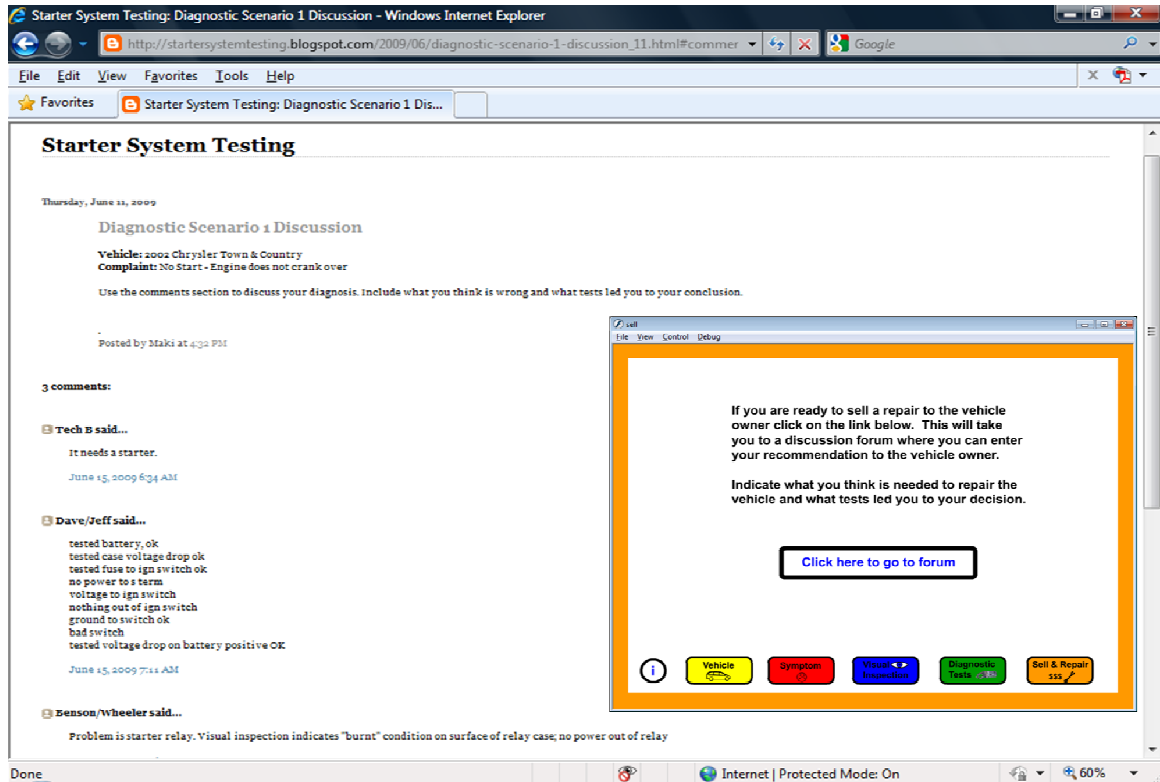 Starter System Testing: Diagnostic Scenario 1 Discussion - Windows Internet Explorer
http://startersystemtesting.blogspot.com/2009/06/diagnostic-scenario-1-discussion_11.html#commer
Google
File Edit View Favorites Tools Help
Favorites
Starter System Testing: Diagnostic Scenario 1 Dis...
Starter System Testing
Thursday, June 11, 2009
Diagnostic Scenario 1 Discussion
Vehicle: 2002 Chrysler Town & Country
Complaint: No Start - Engine does not crank over
Use the comments section to discuss your diagnosis. Include what you think is wrong and what tests led you to your conclusion.
Posted by Maki at 4:32 PM
3 comments:
Tech B said...
It needs a starter.
June 15, 2009 6:34 AM
Dave/Jeff said...
tested battery, ok
tested case voltage drop ok
tested fuse to ign switch ok
no power to s term
voltage to ign switch
nothing out of ign switch
ground to switch ok
bad switch
tested voltage drop on battery positive OK
June 15, 2009 7:11 AM
Benson/Wheeler said...
Problem is starter relay. Visual inspection indicates "burnt" condition on surface of relay case; no power out of relay
sell
File View Control Debug
If you are ready to sell a repair to the vehicle
owner click on the link below. This will take
you to a discussion forum where you can enter
your recommendation to the vehicle owner.
Indicate what you think is needed to repair the
vehicle and what tests led you to your decision.
Click here to go to forum
i
Vehicle
Symptom
Visual
Inspection
Diagnostic
Tests
Sell & Repair
$$$
Done
Internet | Protected Mode: On
60%